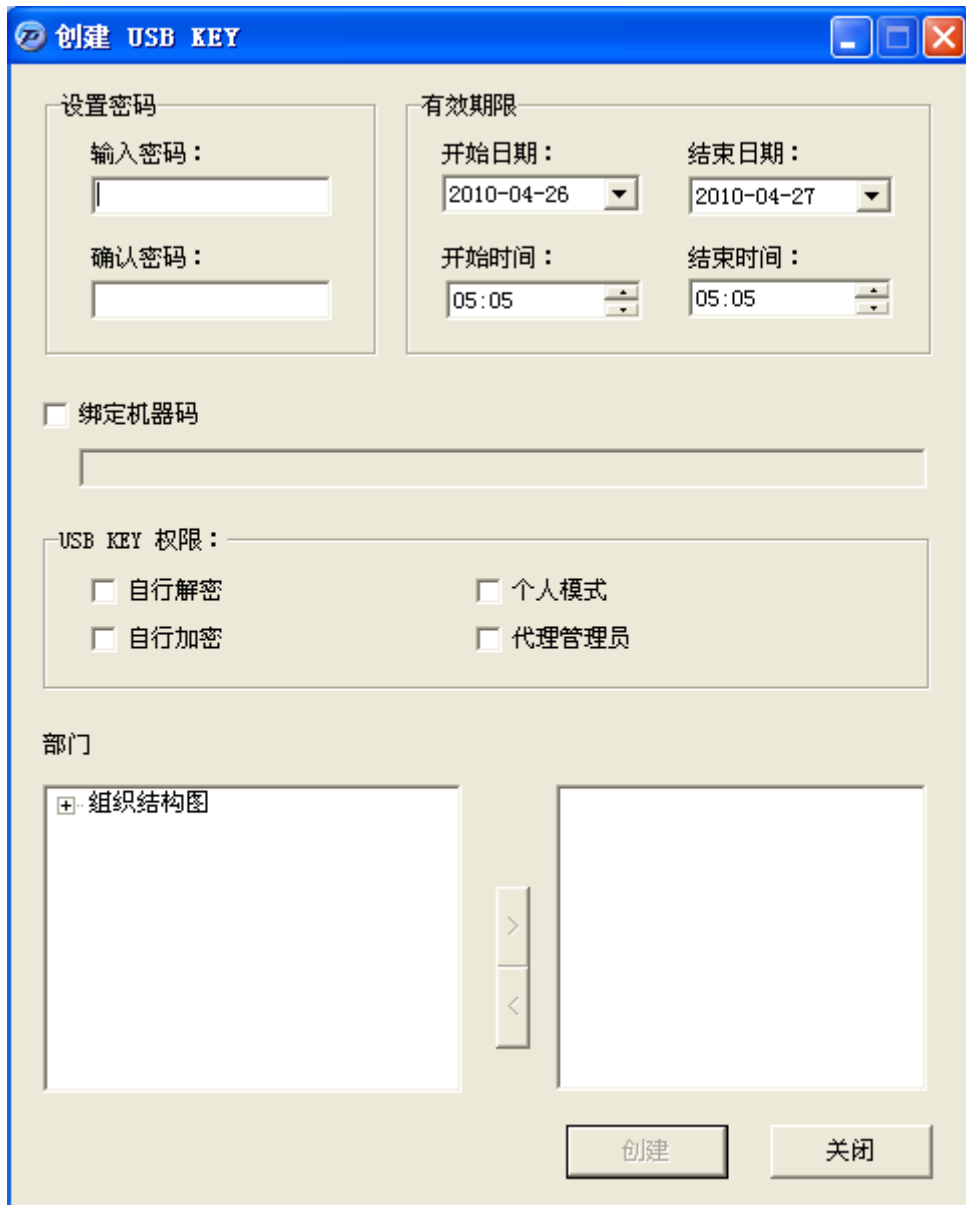 创建 USB KEY
设置密码
有效期限
输入密码：
开始日期：
结束日期：
2010-04-26
2010-04-27
确认密码：
开始时间：
结束时间：
05:05
05:05
绑定机器码
USB KEY 权限：
自行解密
个人模式
自行加密
代理管理员
部门
组织结构图
>
<
创建
关闭